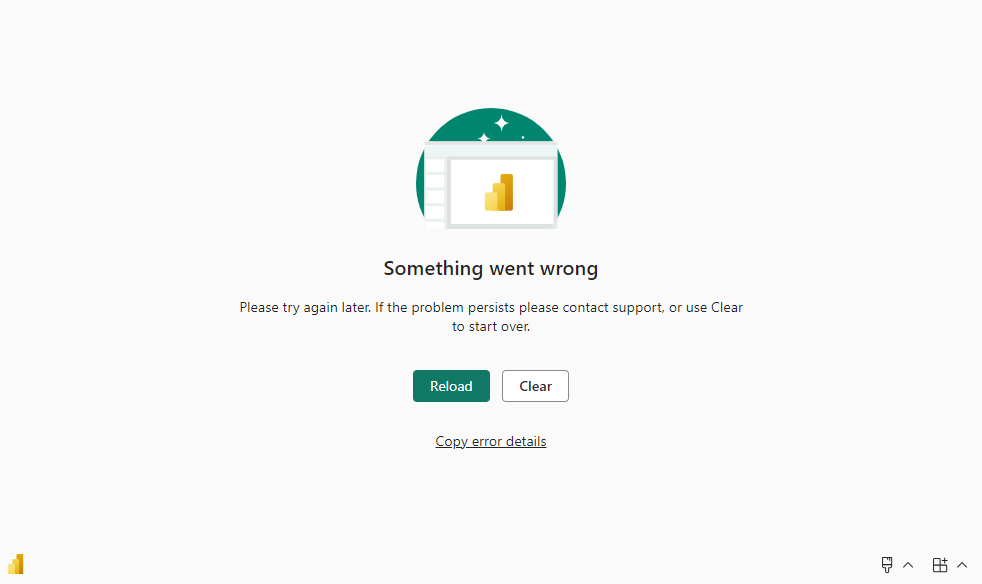 Something went wrong
Please try again later. If the problem persists please contact support, or use Clear
to start over.
Reload
Clear
Copy error details